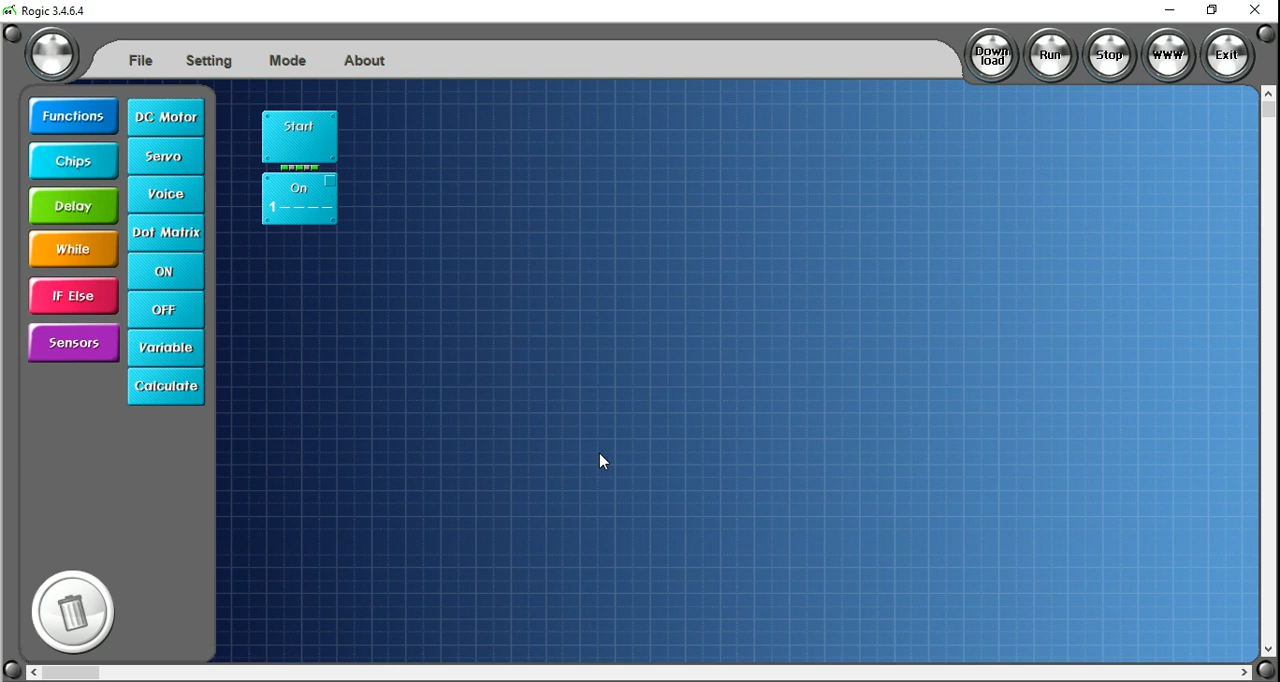 Rogic 3.4.6.4
File Setting Mode About
Down load
Run
Stop
WWW
Exit
Functions
Chips
Delay
While
IF Else
Sensors
DC Motor
Servo
Voice
Dot Matrix
ON
OFF
Variable
Calculate
Start
On
1 _ _ _ _